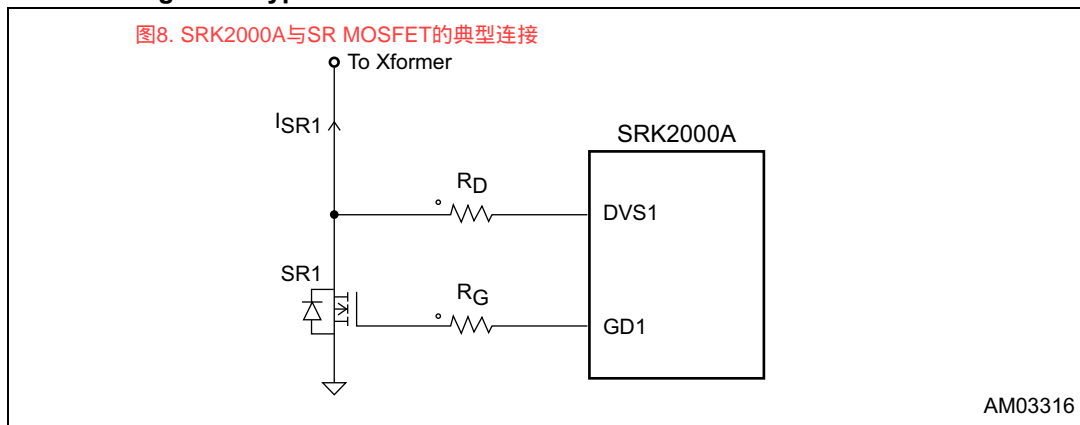 图8. SRK2000A与SR MOSFET的典型连接
To Xformer
ISR1
SRK2000A
RD
DVS1
SR1
RG
GD1
AM03316